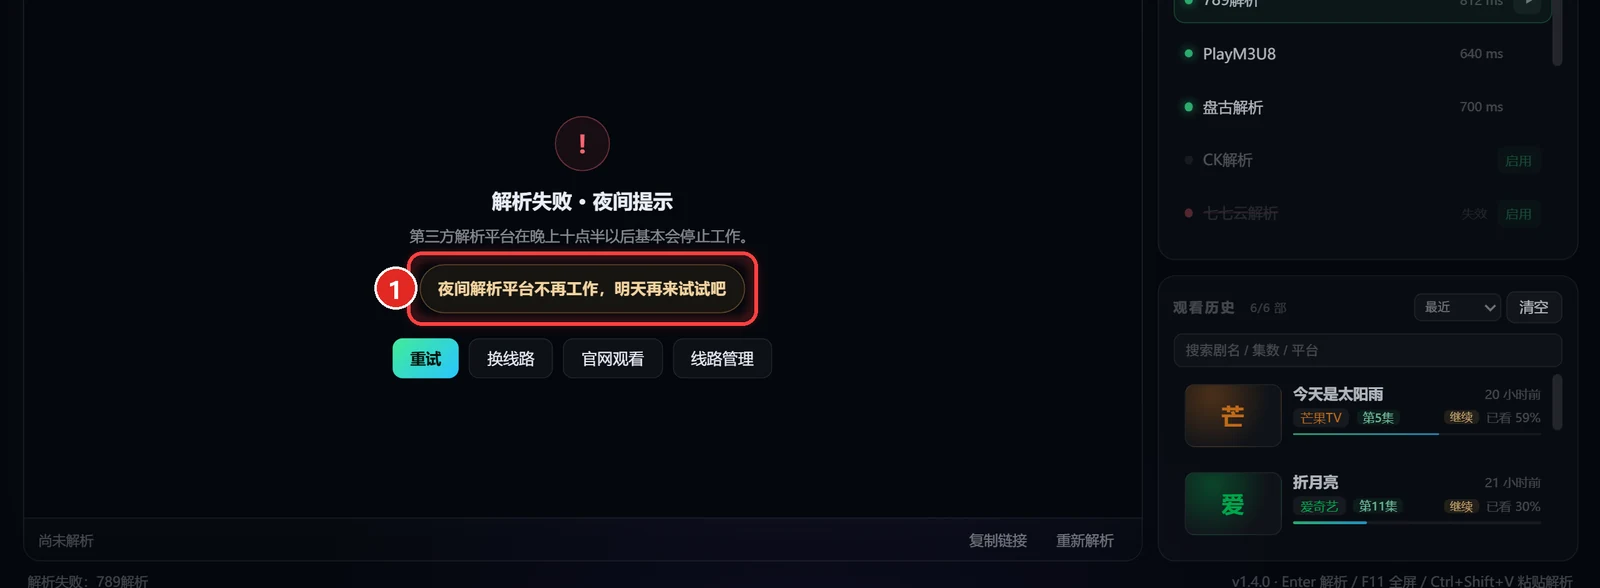 789解析 812 ms
PlayM3U8 640 ms
盘古解析 700 ms
CK解析 启用
七七云解析 失效 启用
!
解析失败 • 夜间提示
第三方解析平台在晚上十点半以后基本会停止工作。
1
夜间解析平台不再工作，明天再来试试吧
重试 换线路 官网观看 线路管理
尚未解析 复制链接 重新解析
解析失败：789解析
观看历史 6/6 部 最近 清空
搜索剧名 / 集数 / 平台
芒
今天是太阳雨 20 小时前
芒果TV 第5集 继续 已看 59%
爱
折月亮 21 小时前
爱奇艺 第11集 继续 已看 30%
v1.4.0 · Enter 解析 / F11 全屏 / Ctrl+Shift+V 粘贴解析